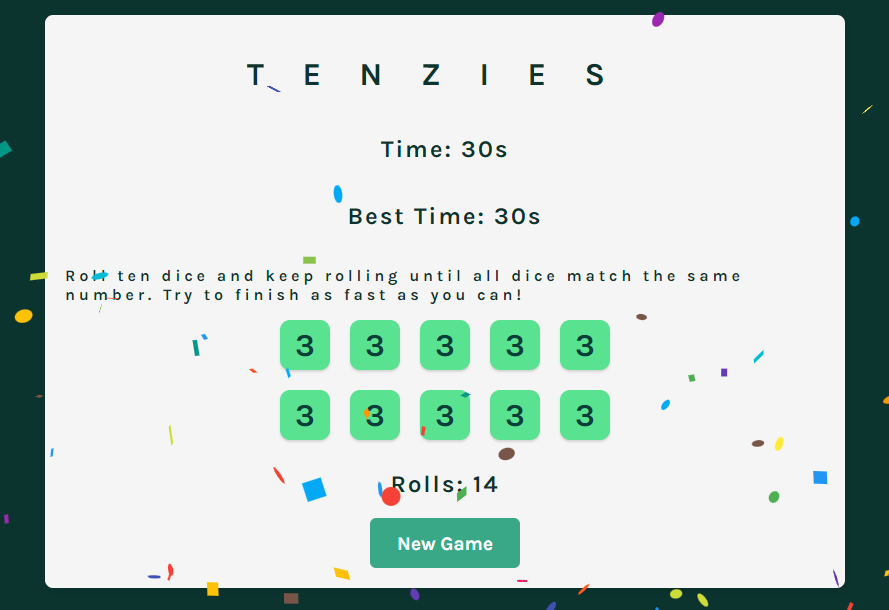 TENZIES
Time: 30s
Best Time: 30s
Roll ten dice and keep rolling until all dice match the same
number. Try to finish as fast as you can!
3 3 3 3 3
3 3 3 3 3
Rolls: 14
New Game